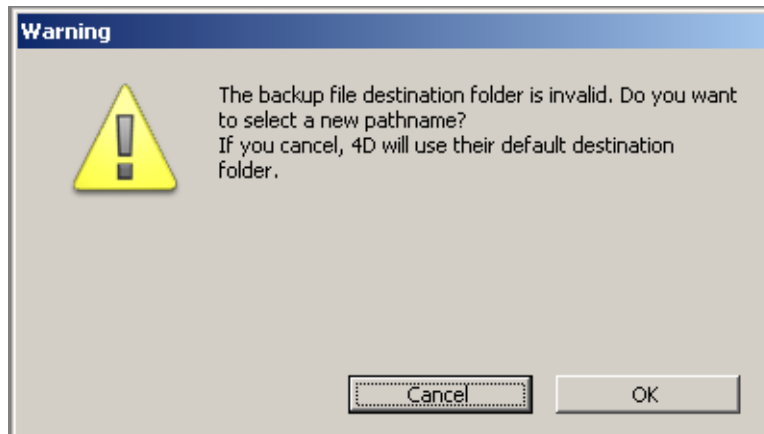 Warning
The backup file destination folder is invalid. Do you want
to select a new pathname?
If you cancel, 4D will use their default destination
folder.
Cancel
OK